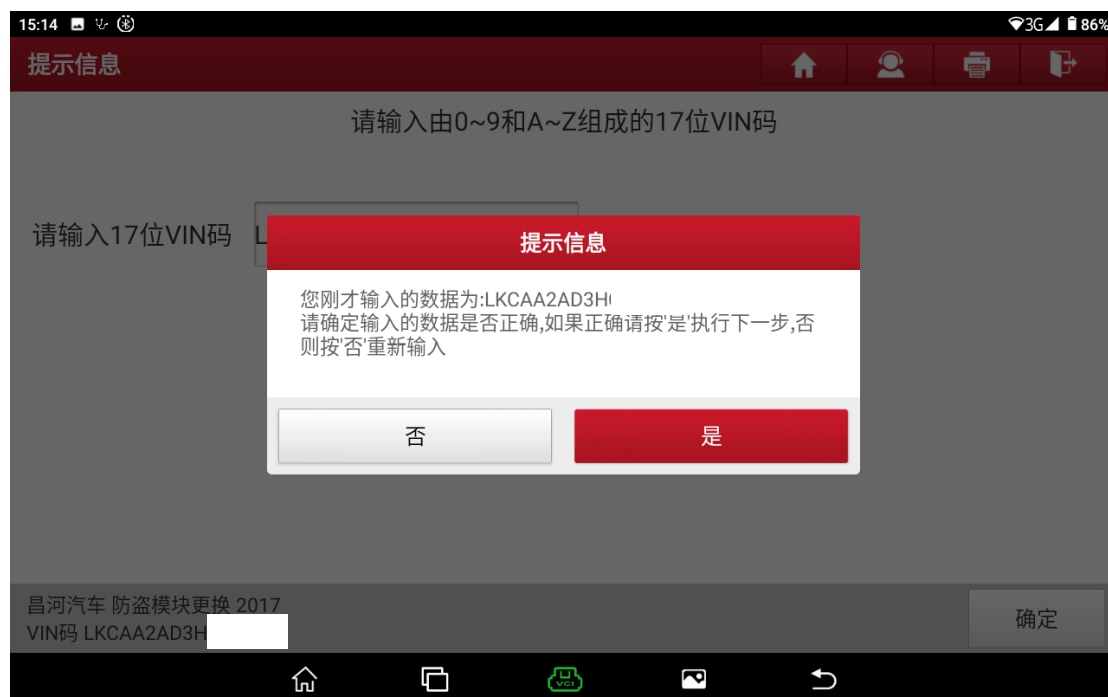 15:14 3G 86%
提示信息
请输入由0~9和A~Z组成的17位VIN码
请输入17位VIN码 L
提示信息
您刚才输入的数据为:LKCAA2AD3H
请确定输入的数据是否正确,如果正确请按'是'执行下一步,否
则按'否'重新输入
否 是
昌河汽车 防盗模块更换 2017
VIN码 LKCAA2AD3H
确定
VCI